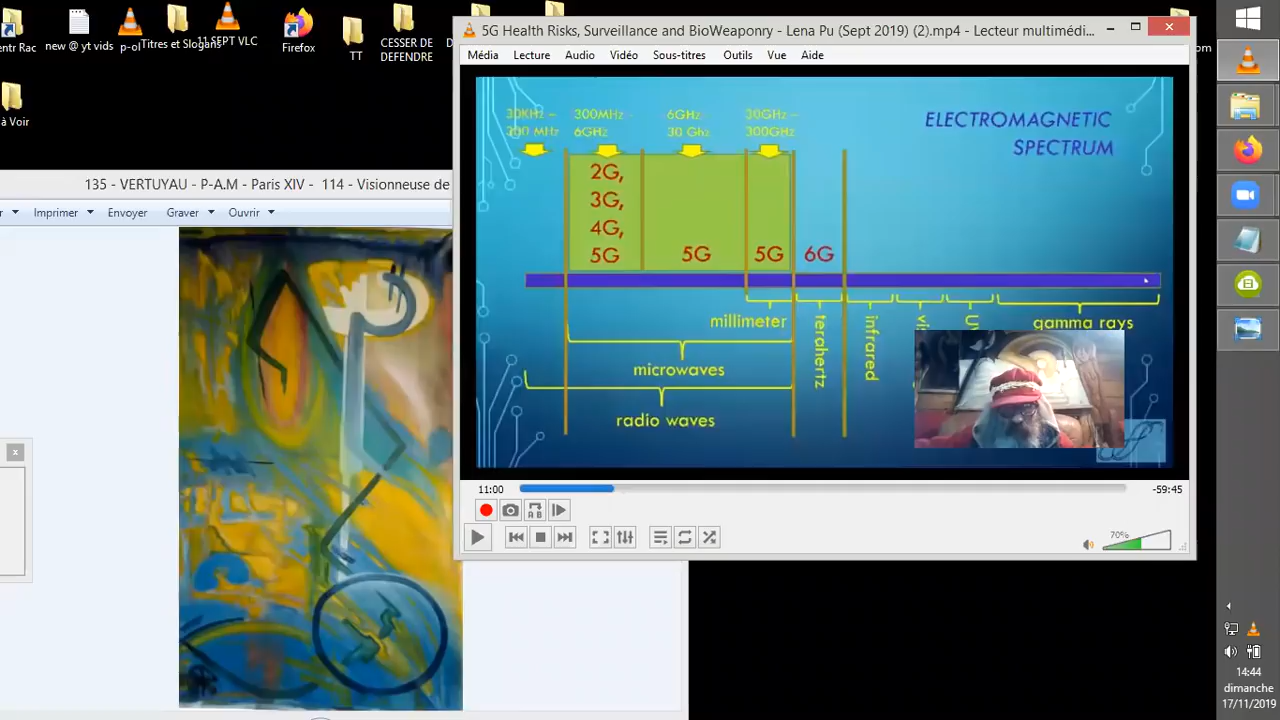 entr Rac
new @ yt vids
p-ol
Titres et Slogans
11 SEPT VLC
Firefox
TT
CESSER DE
DEFENDRE
à Voir
5G Health Risks, Surveillance and BioWeaponry - Lena Pu (Sept 2019) (2).mp4 - Lecteur multimédi...
Média Lecture Audio Vidéo Sous-titres Outils Vue Aide
30KHz –
300 MHz
300MHz -
6GHz
6GHz
30 Ghz
30GHz –
300GHz
ELECTROMAGNETIC
SPECTRUM
2G,
3G,
4G,
5G
5G
5G
6G
millimeter
terahertz
infrared
gamma rays
microwaves
radio waves
11:00
-59:45
70%
135 - VERTUYAU - P-A.M - Paris XIV - 114 - Visionneuse de
Imprimer Envoyer Graver Ouvrir
14:44
dimanche
17/11/2019